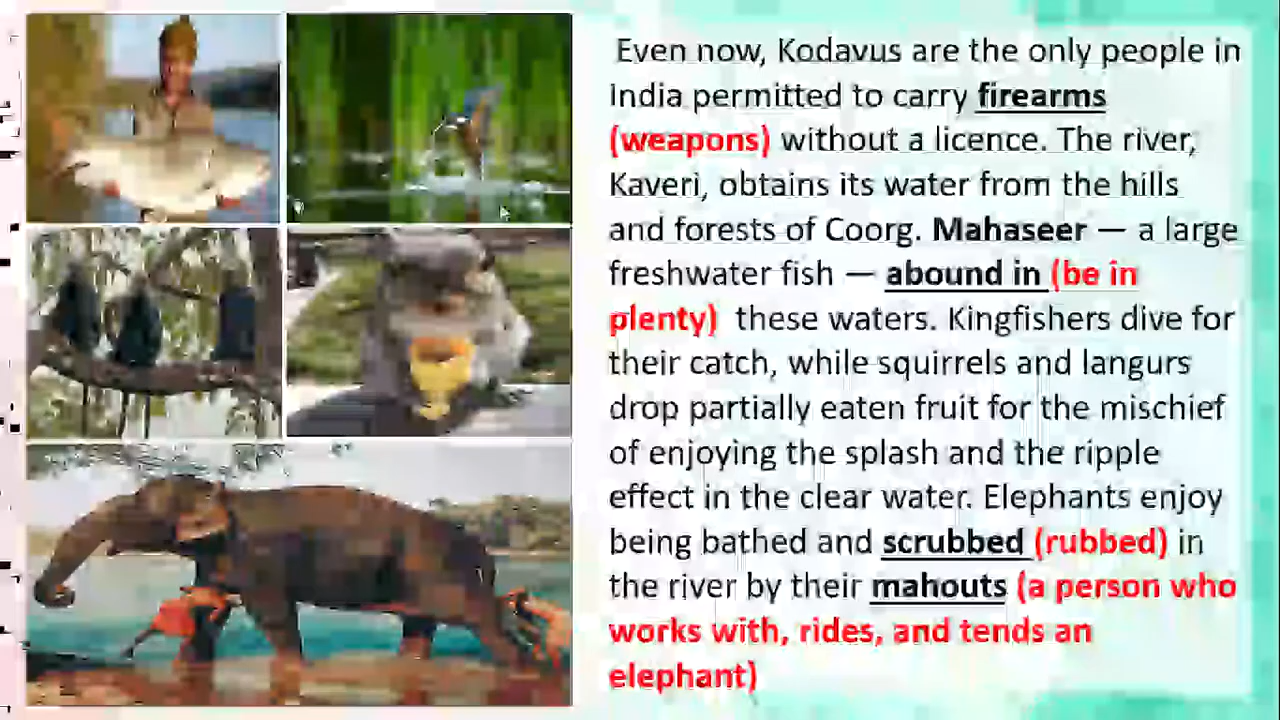 Even now, Kodavus are the only people in
India permitted to carry firearms
(weapons) without a licence. The river,
Kaveri, obtains its water from the hills
and forests of Coorg. Mahaseer — a large
freshwater fish — abound in (be in
plenty) these waters. Kingfishers dive for
their catch, while squirrels and langurs
drop partially eaten fruit for the mischief
of enjoying the splash and the ripple
effect in the clear water. Elephants enjoy
being bathed and scrubbed (rubbed) in
the river by their mahouts (a person who
works with, rides, and tends an
elephant)